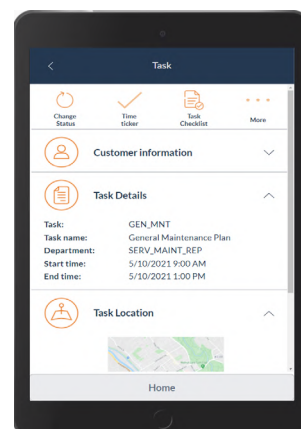 Task
Change Status
Time ticker
Task Checklist
More
Customer information
Task Details
Task: GEN_MNT
Task name: General Maintenance Plan
Department: SERV_MAINT_REP
Start time: 5/10/2021 9:00 AM
End time: 5/10/2021 1:00 PM
Task Location
Home